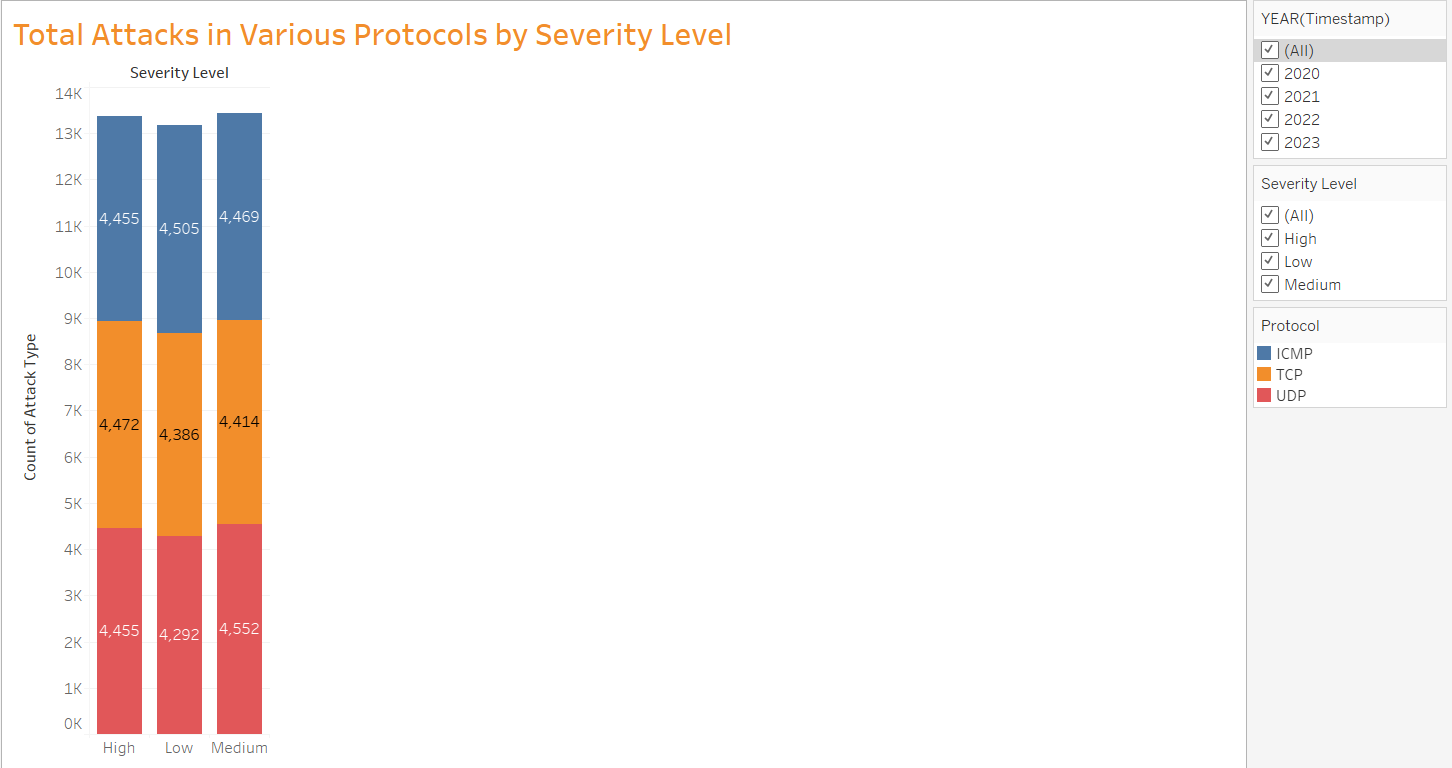 Total Attacks in Various Protocols by Severity Level
Severity Level
14K
13K
12K
11K
10K
9K
8K
7K
6K
5K
4K
3K
2K
1K
0K
Count of Attack Type
4,455
4,505
4,469
4,472
4,386
4,414
4,455
4,292
4,552
High
Low
Medium
YEAR(Timestamp)
(All)
2020
2021
2022
2023
Severity Level
(All)
High
Low
Medium
Protocol
ICMP
TCP
UDP